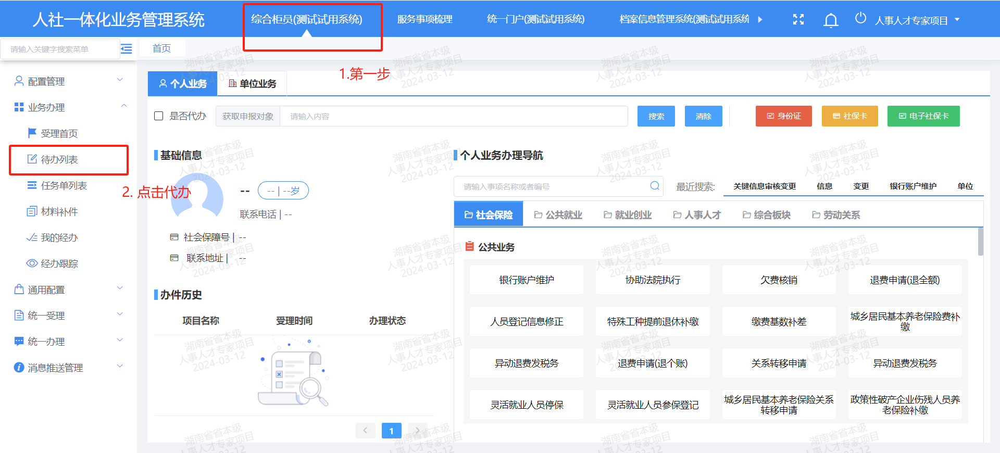 人社一体化业务管理系统
综合柜员(测试试用系统)
服务事项梳理
统一门户(测试试用系统)
档案信息管理系统(测试试用系统
人事人才专家项目
请输入关键字搜索菜单
首页
1.第一步
配置管理
业务办理
受理首页
待办列表
任务单列表
材料补件
我的经办
经办跟踪
通用配置
统一受理
统一办理
消息推送管理
2. 点击代办
个人业务
单位业务
是否代办
获取申报对象
请输入内容
搜索
清除
身份证
社保卡
电子社保卡
基础信息
-- -- | --岁
联系电话 | --
社会保障号 | --
联系地址 | --
办件历史
项目名称 受理时间 办理状态
1
个人业务办理导航
请输入事项名称或者编号
最近搜索:
关键信息审核变更 信息 变更 银行账户维护 单位
社会保险 公共就业 就业创业 人事人才 综合板块 劳动关系
公共业务
银行账户维护 协助法院执行 欠费核销 退费申请(退全额)
人员登记信息修正 特殊工种提前退休补缴 缴费基数补差 城乡居民基本养老保险费补
缴
异动退费发税务 退费申请(退个账) 关系转移申请 异动退费发税务
灵活就业人员停保 灵活就业人员参保登记 城乡居民基本养老保险关系
转移申请
政策性破产企业伤残人员养
老保险补缴
湖南省省本级
人事人才专家项目
2024-03-12